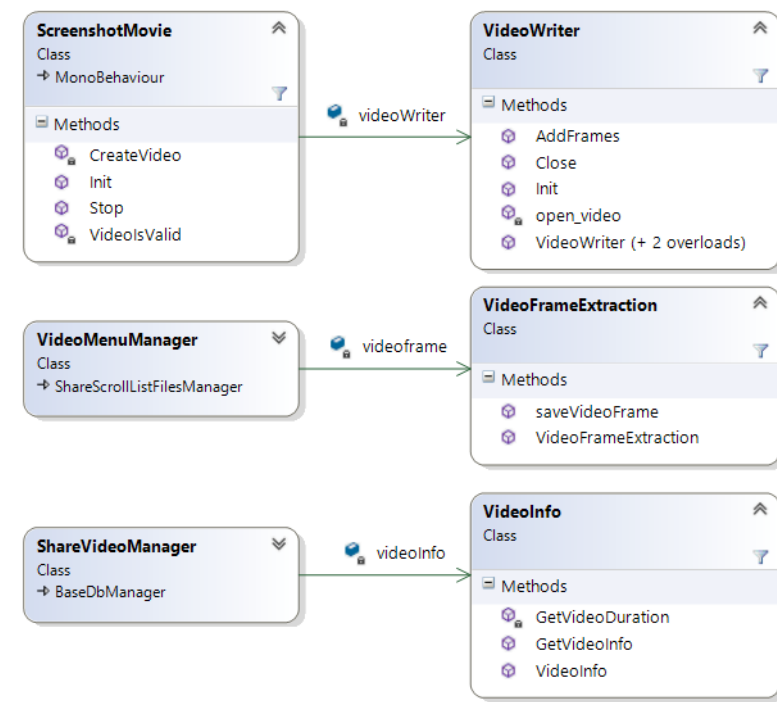 ScreenshotMovie
Class
MonoBehaviour
Methods
CreateVideo
Init
Stop
VideoIsValid
videoWriter
VideoWriter
Class
Methods
AddFrames
Close
Init
open_video
VideoWriter (+ 2 overloads)
VideoMenuManager
Class
ShareScrollListFilesManager
videoframe
VideoFrameExtraction
Class
Methods
saveVideoFrame
VideoFrameExtraction
ShareVideoManager
Class
BaseDbManager
videoInfo
VideoInfo
Class
Methods
GetVideoDuration
GetVideoInfo
VideoInfo